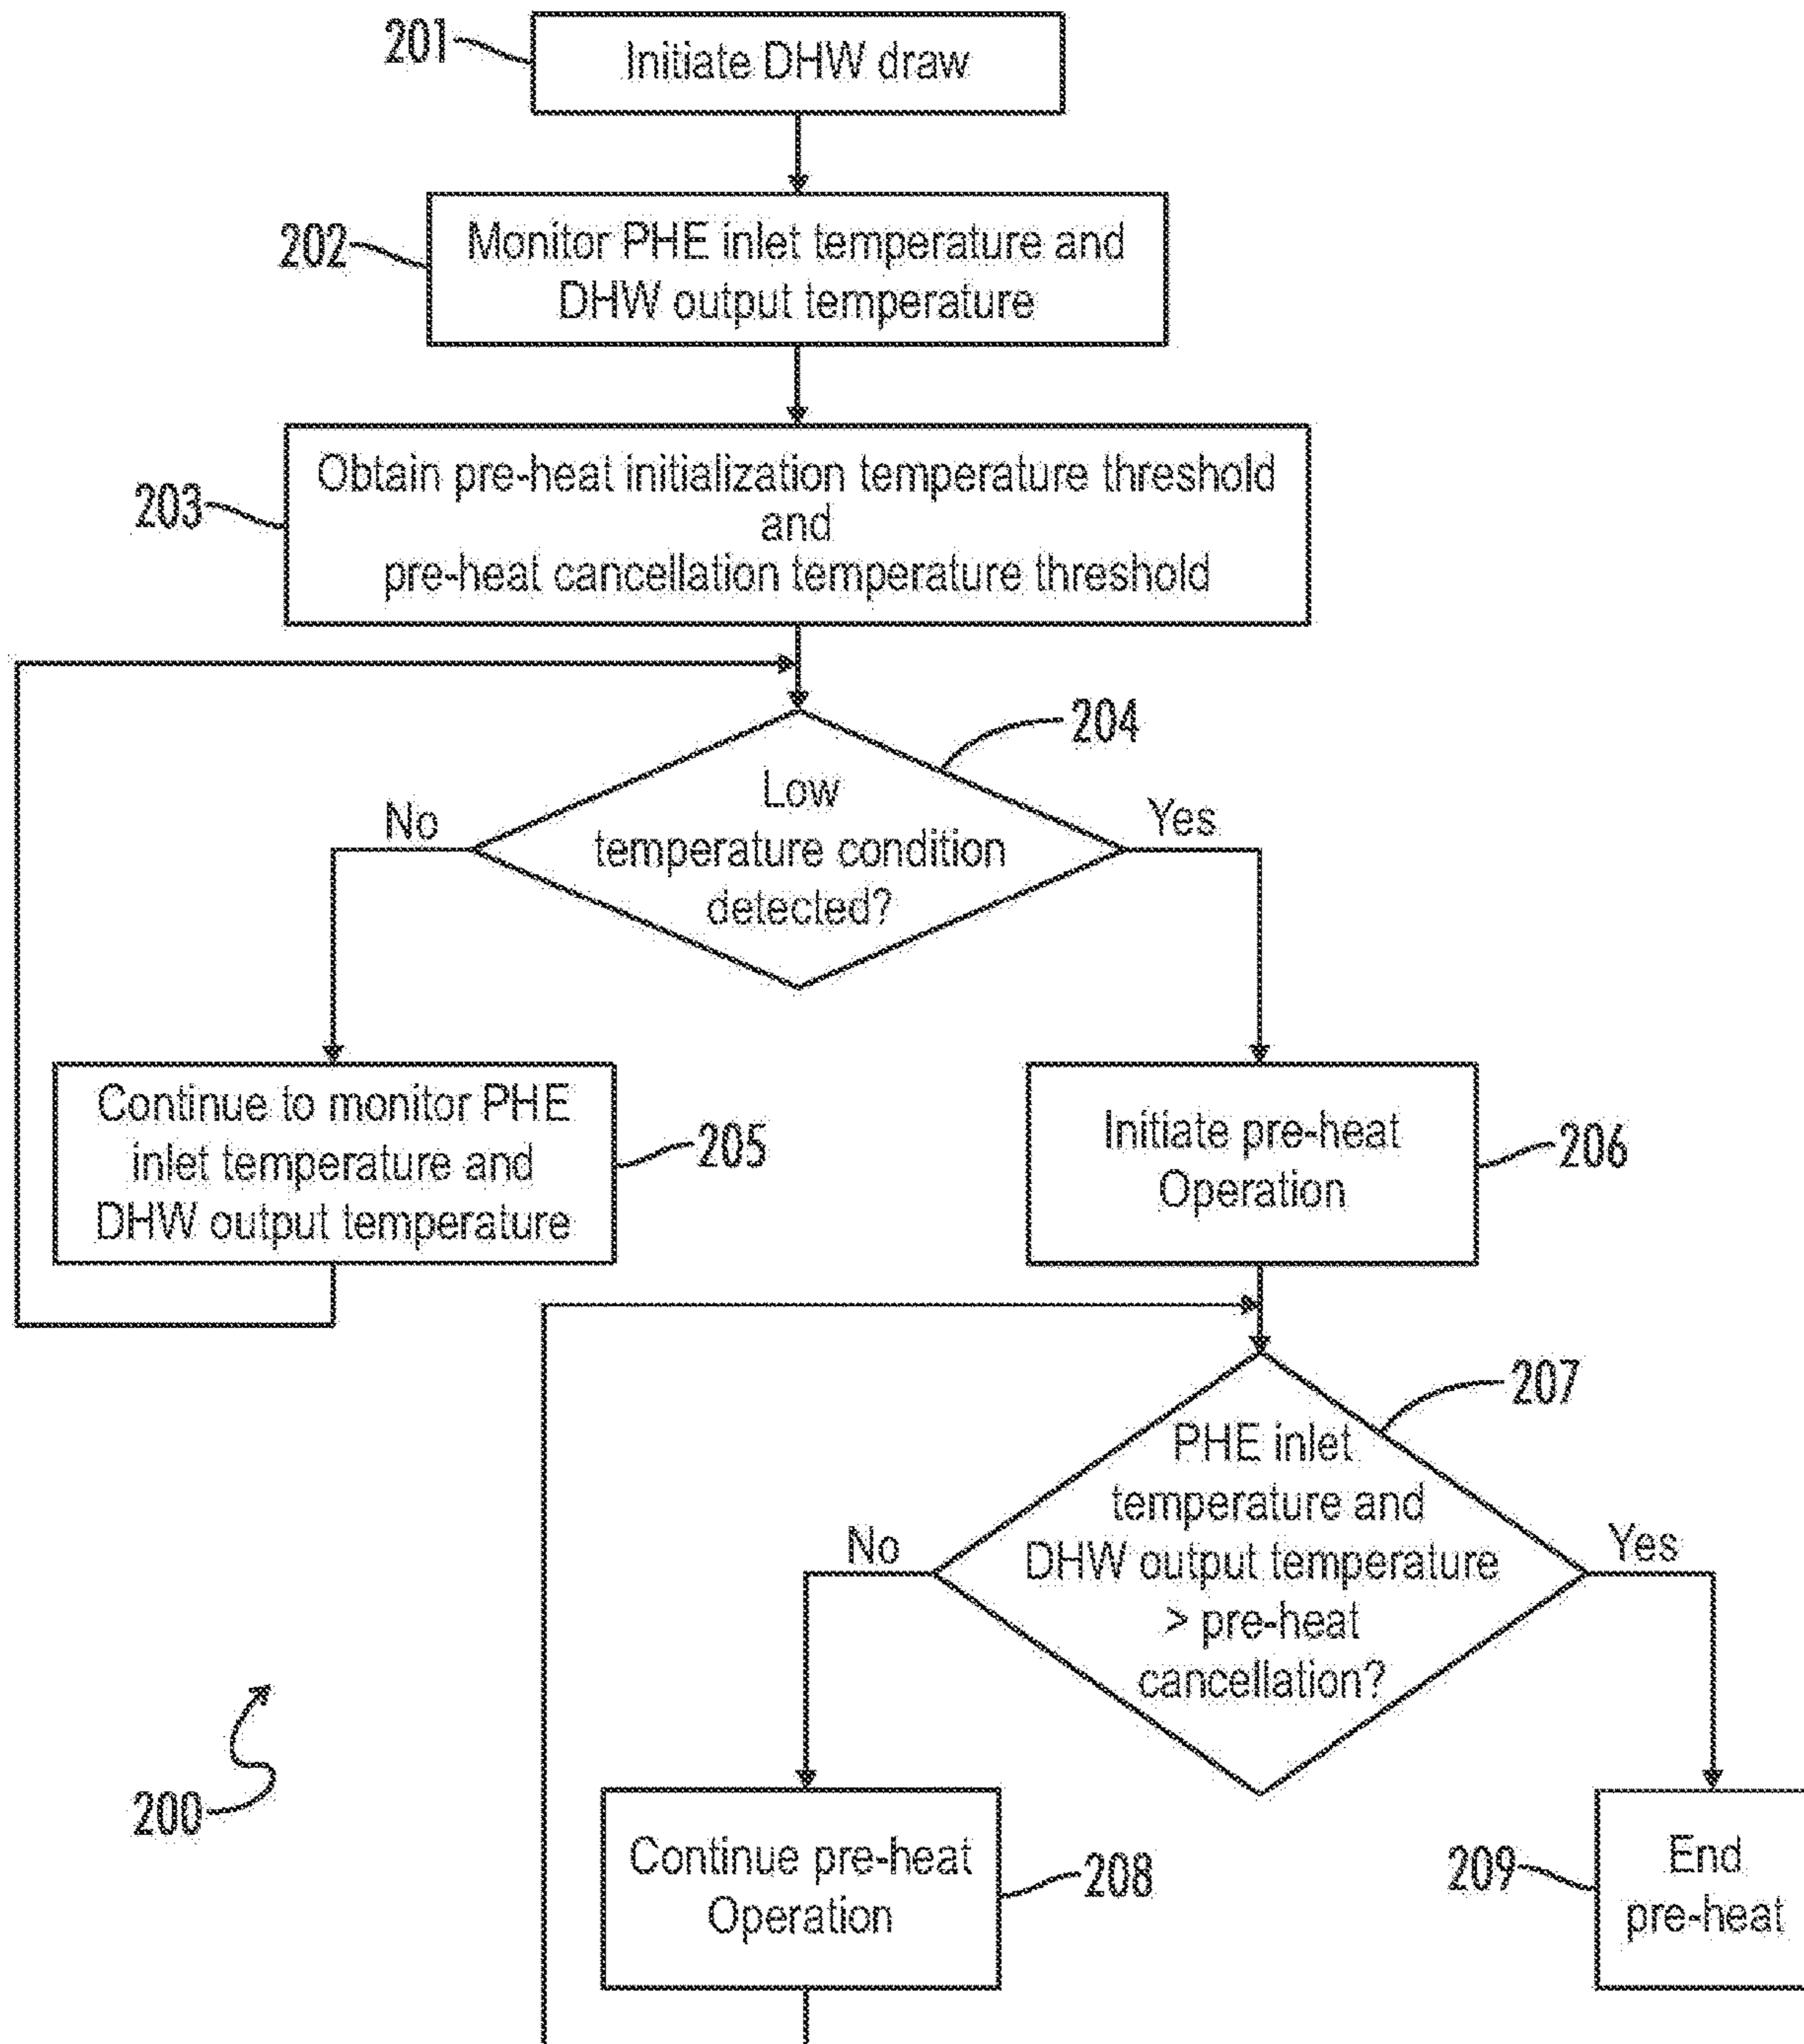 201
Initiate DHW draw
202
Monitor PHE inlet temperature and
DHW output temperature
203
Obtain pre-heat initialization temperature threshold
and
pre-heat cancellation temperature threshold
204
Low
temperature condition
detected?
No
Yes
Continue to monitor PHE
inlet temperature and
DHW output temperature
205
Initiate pre-heat
Operation
206
207
PHE inlet
temperature and
DHW output temperature
> pre-heat
cancellation?
No
Yes
200
Continue pre-heat
Operation
208
209
End
pre-heat